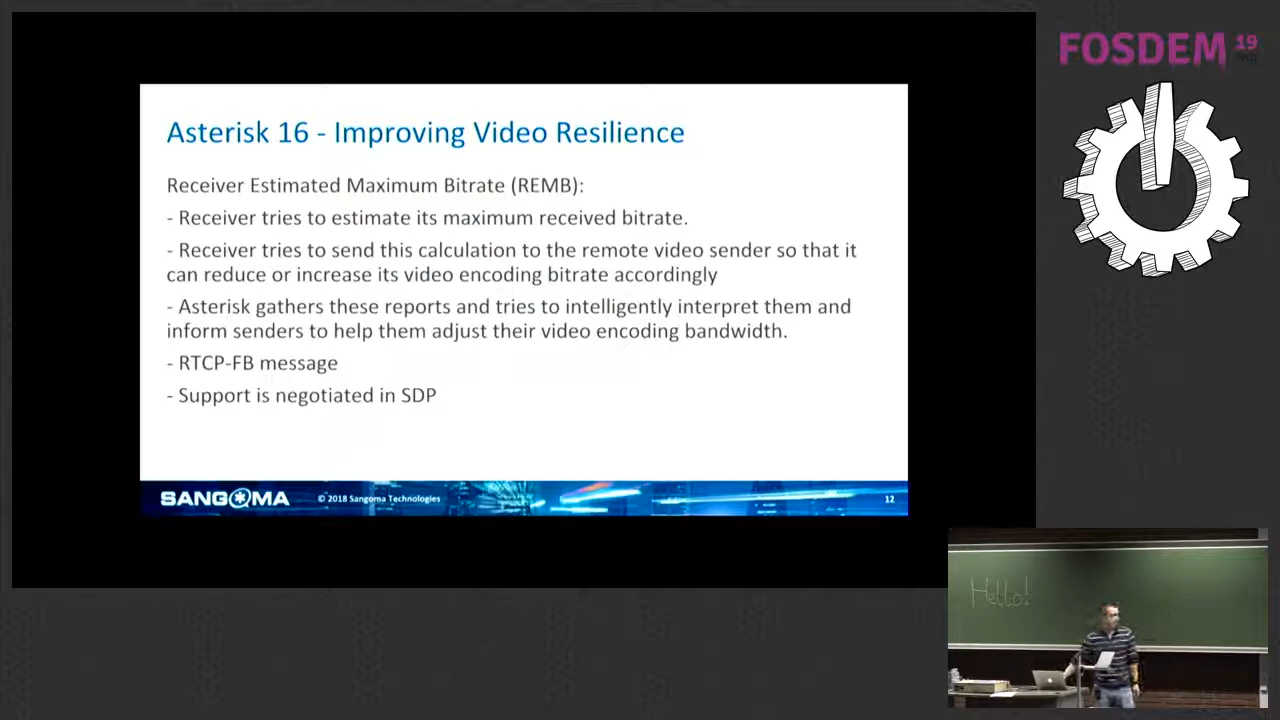 FOSDEM 19
Asterisk 16 - Improving Video Resilience
Receiver Estimated Maximum Bitrate (REMB):
- Receiver tries to estimate its maximum received bitrate.
- Receiver tries to send this calculation to the remote video sender so that it
can reduce or increase its video encoding bitrate accordingly
- Asterisk gathers these reports and tries to intelligently interpret them and
inform senders to help them adjust their video encoding bandwidth.
- RTCP-FB message
- Support is negotiated in SDP
SANGOMA © 2018 Sangoma Technologies 12
Hello!